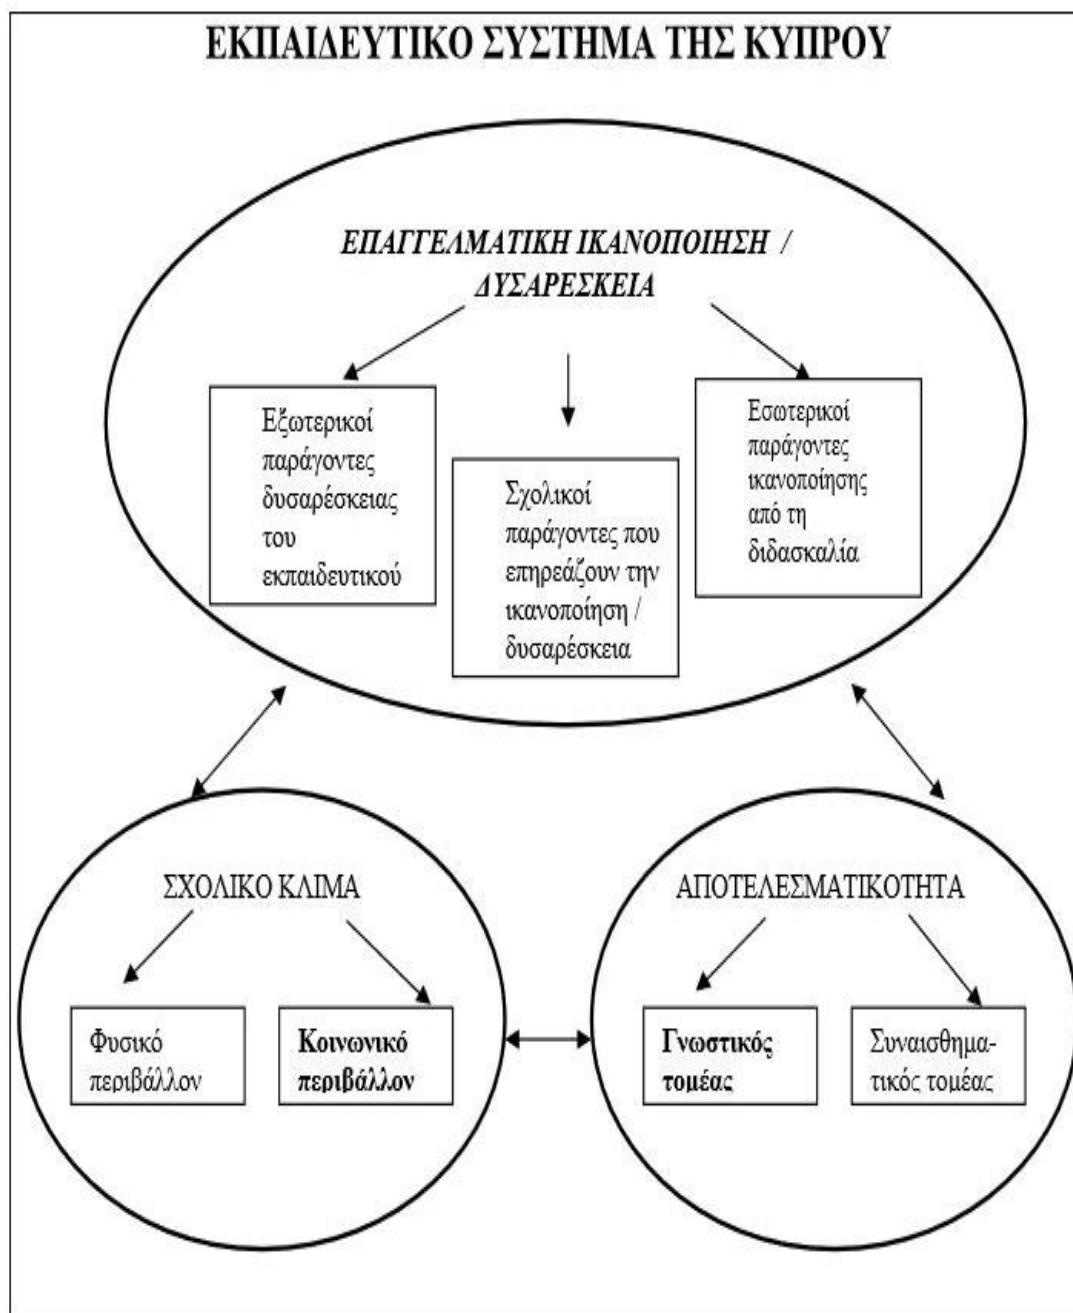 ΕΚΠΑΙΔΕΥΤΙΚΟ ΣΥΣΤΗΜΑ ΤΗΣ ΚΥΠΡΟΥ
ΕΠΑΓΓΕΛΜΑΤΙΚΗ ΙΚΑΝΟΠΟΙΗΣΗ /
ΔΥΣΑΡΕΣΚΕΙΑ
Εξωτερικοί
παράγοντες
δυσαρέσκειας
του
εκπαιδευτικού
Σχολικοί
παράγοντες που
επηρεάζουν την
ικανοποίηση /
δυσαρέσκεια
Εσωτερικοί
παράγοντες
ικανοποίησης
από τη
διδασκαλία
ΣΧΟΛΙΚΟ ΚΛΙΜΑ
Φυσικό
περιβάλλον
Κοινωνικό
περιβάλλον
ΑΠΟΤΕΛΕΣΜΑΤΙΚΟΤΗΤΑ
Γνωστικός
τομέας
Συναισθημα-
τικός τομέας